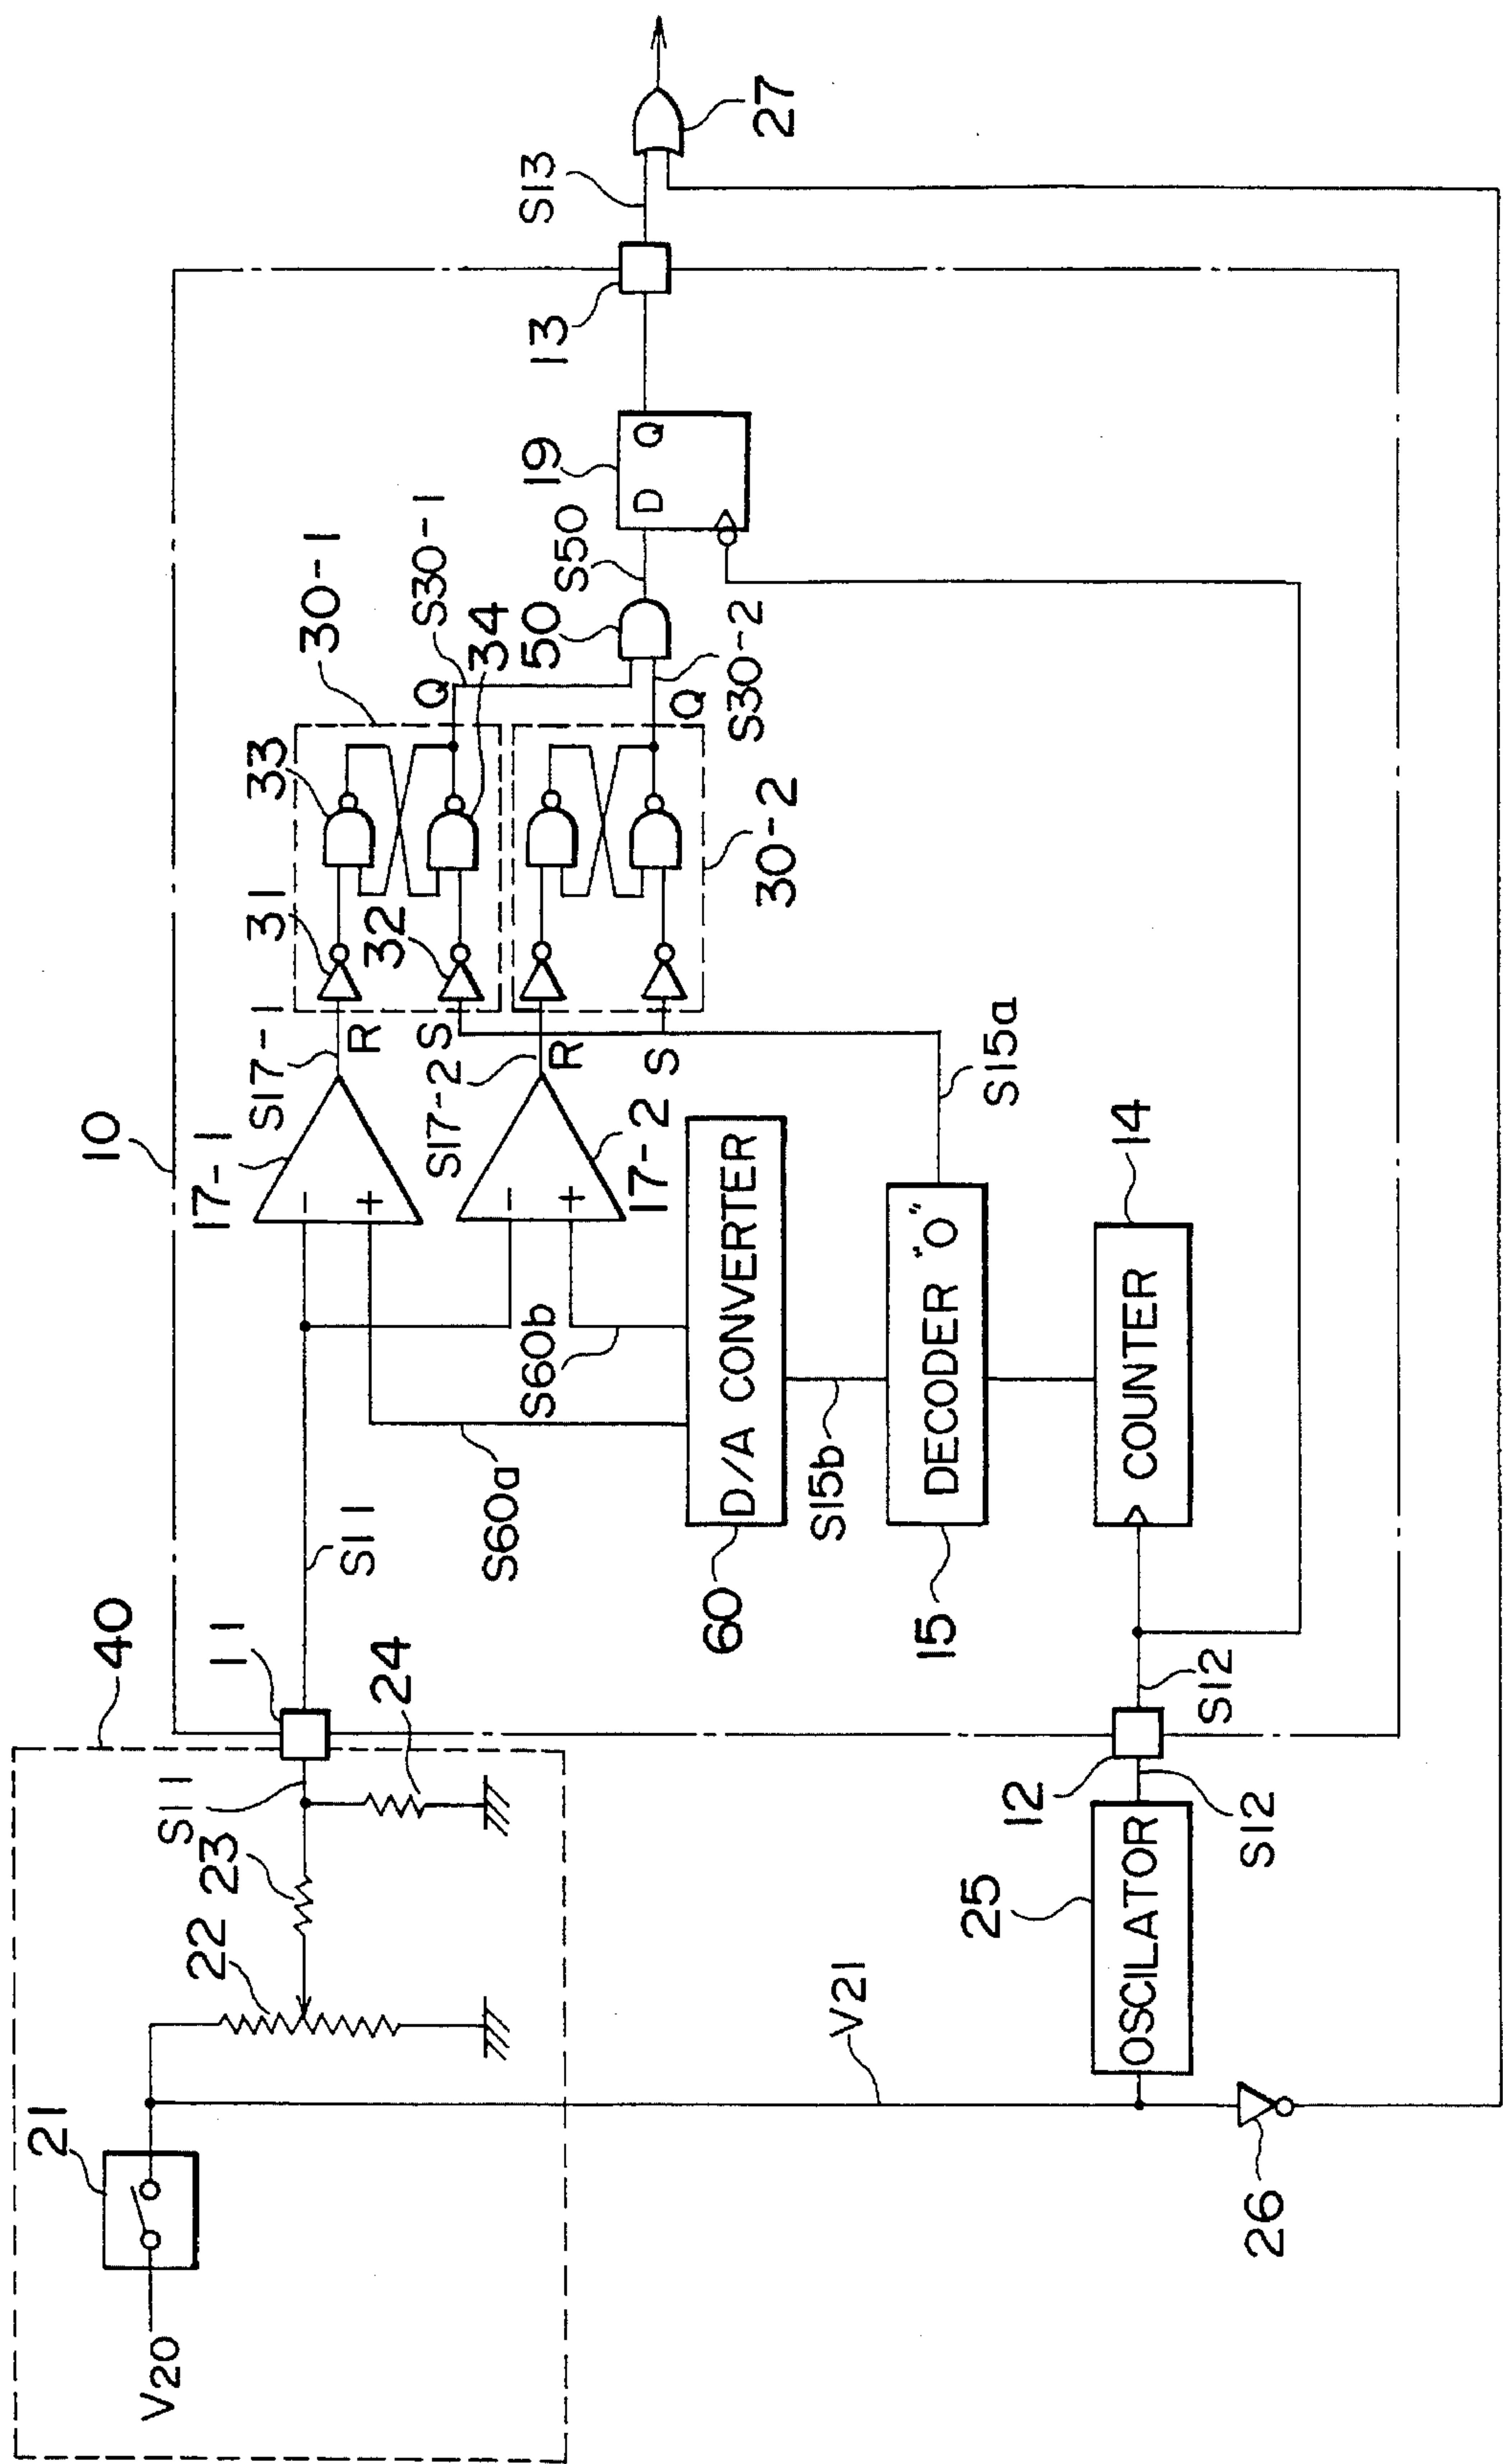 40
21
V20
22
23
S11
24
11
S11
10
17-1
−
+
S17-1
R
31
33
30-1
Q
S30-1
32
34
S
S17-2
−
+
17-2
R
S
30-2
Q
S30-2
50
S50
19
D Q
13
S13
27
S60a
S60b
60
D/A CONVERTER
S15b
15
DECODER "O"
S15a
COUNTER
14
V21
25
OSCILATOR
12
S12
S12
26